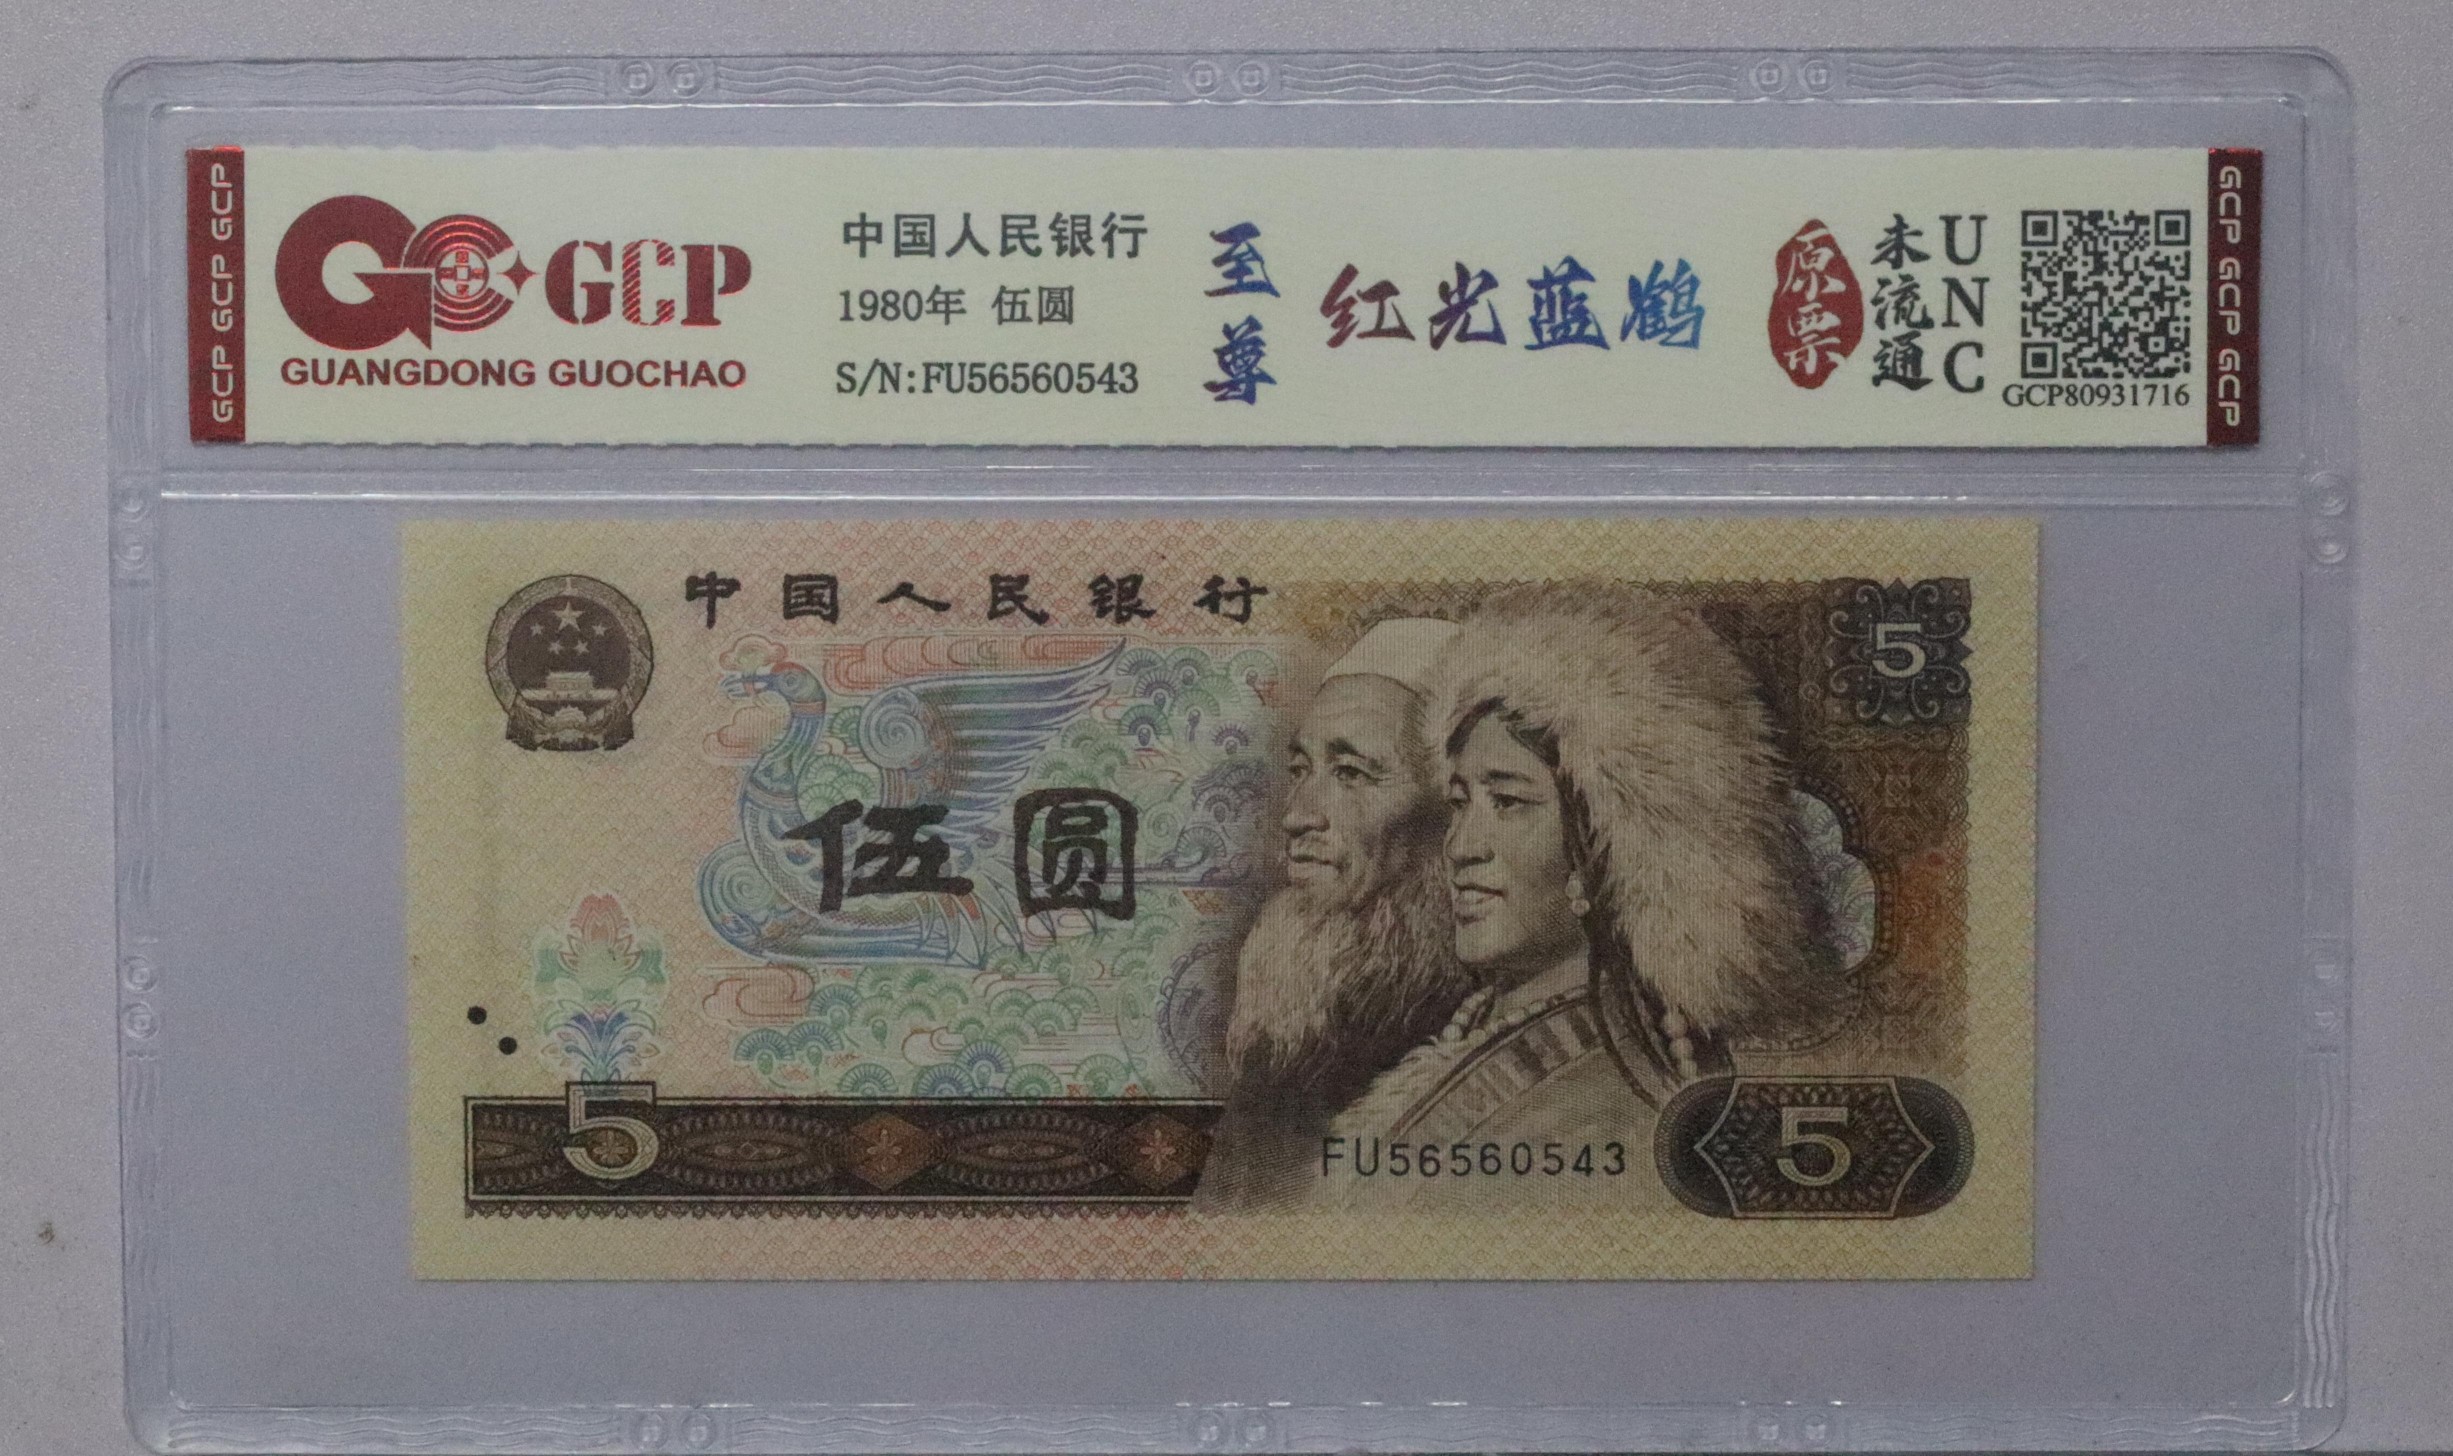 GCP GCP GCP
GCP
GUANGDONG GUOCHAO
中国人民银行
1980年 伍圆
S/N:FU56560543
至尊
红光蓝鹤
原票
未流通
UNC
GCP80931716
GCP GCP GCP
中国人民银行
5
伍圆
5
FU56560543
5